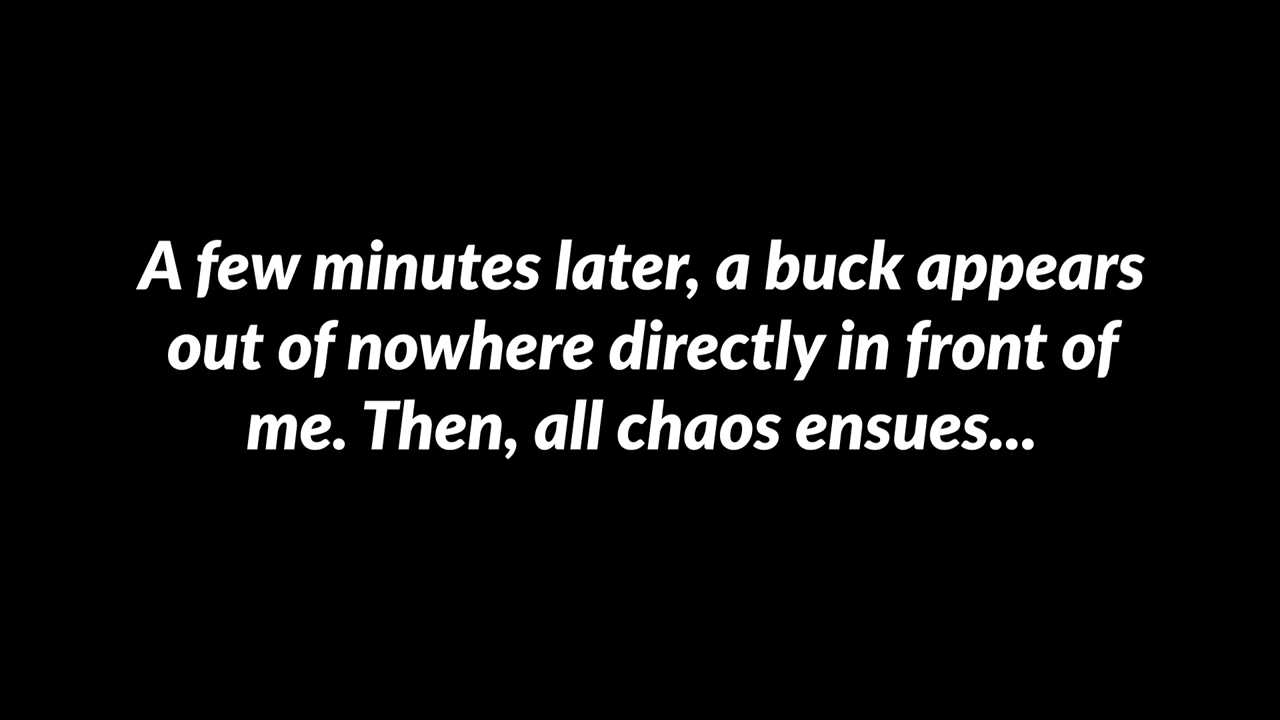 A few minutes later, a buck appears
out of nowhere directly in front of
me. Then, all chaos ensues...